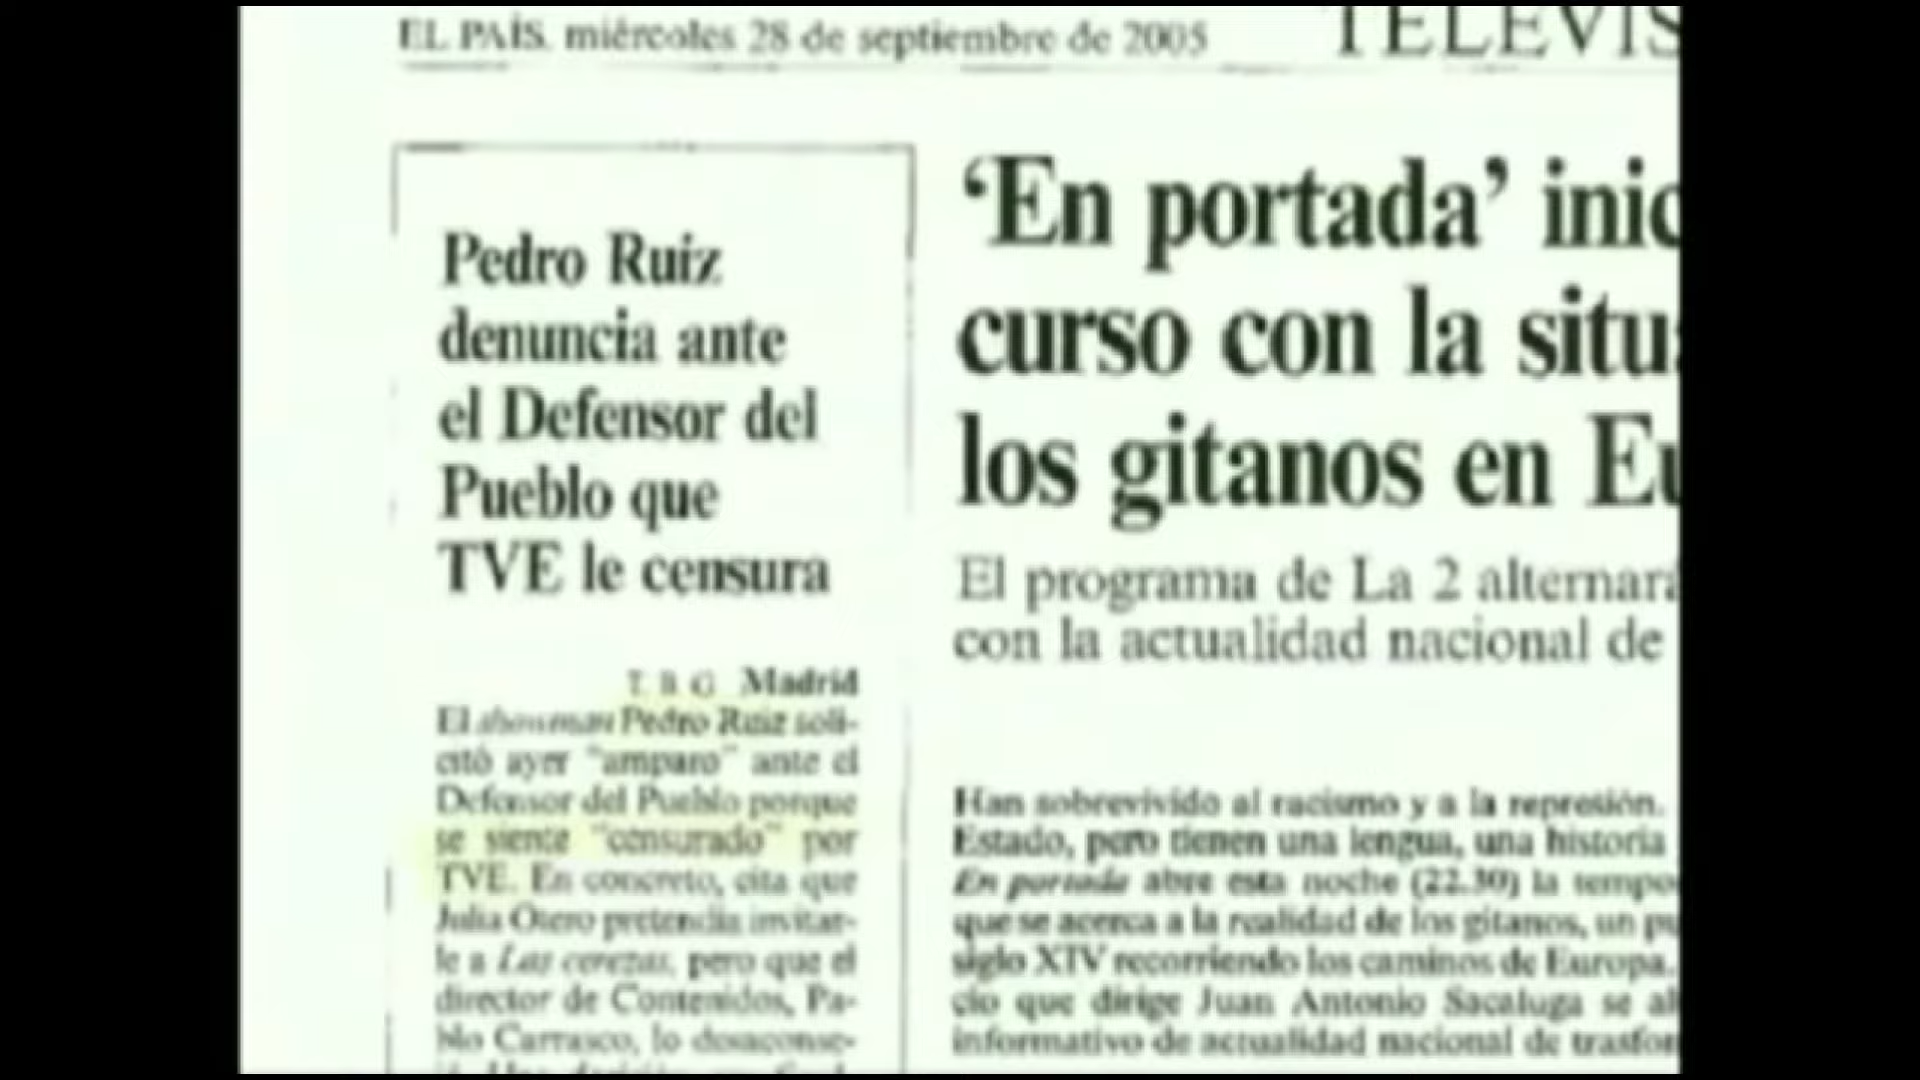 EL PAÍS, miércoles 28 de septiembre de 2005
TELEVIS
Pedro Ruiz
denuncia ante
el Defensor del
Pueblo que
TVE le censura
T. B. G. Madrid
El showman Pedro Ruiz soli-
citó ayer "amparo" ante el
Defensor del Pueblo porque
se siente "censurado" por
TVE. En concreto, cita que
Julia Otero pretendía invitar-
le a Las cerezas, pero que el
director de Contenidos, Pa-
blo Carrasco, lo desaconse-
'En portada' inic
curso con la situa
los gitanos en Eu
El programa de La 2 alternará
con la actualidad nacional de
Han sobrevivido al racismo y a la represión.
Estado, pero tienen una lengua, una historia
En portada abre esta noche (22.30) la tempo
que se acerca a la realidad de los gitanos, un pu
siglo XIV recorriendo los caminos de Europa.
cio que dirige Juan Antonio Sacaluga se al
informativo de actualidad nacional de trasfon